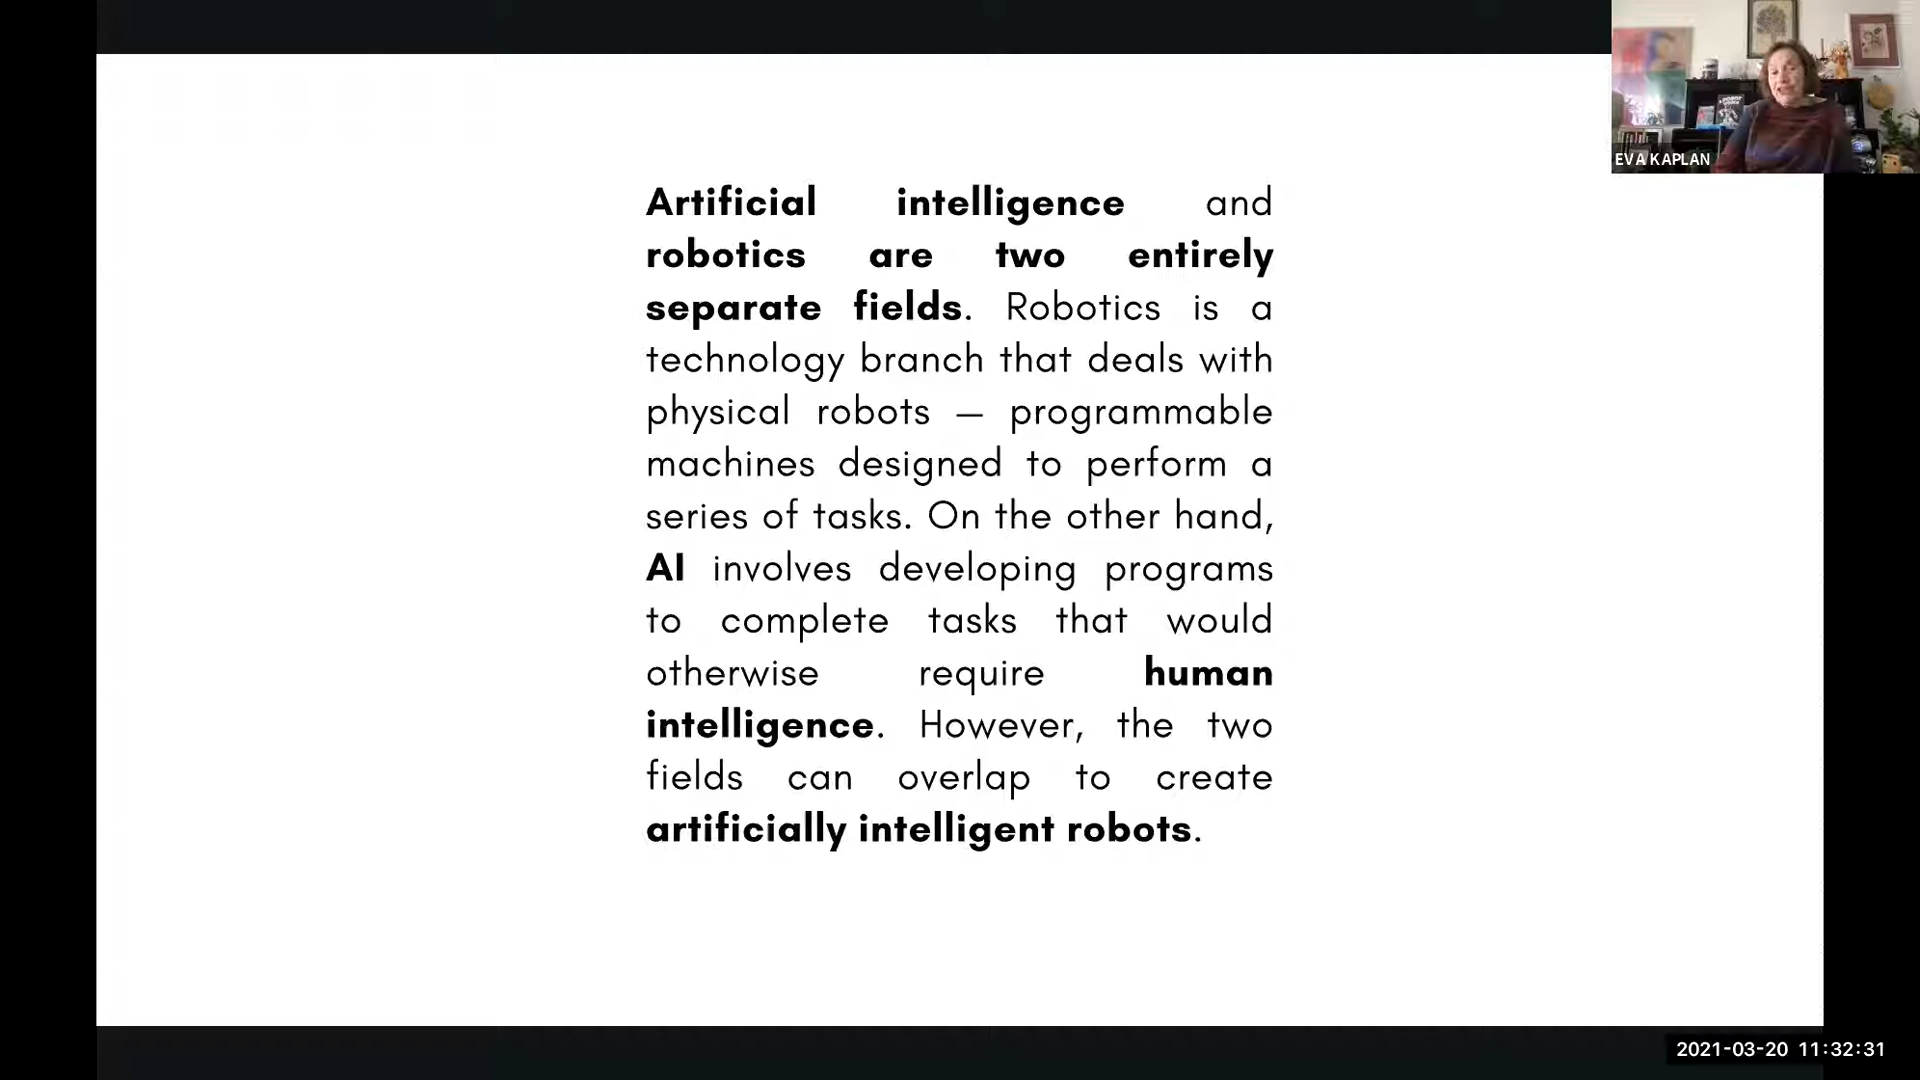 EVA KAPLAN
Artificial intelligence and
robotics are two entirely
separate fields. Robotics is a
technology branch that deals with
physical robots — programmable
machines designed to perform a
series of tasks. On the other hand,
AI involves developing programs
to complete tasks that would
otherwise require human
intelligence. However, the two
fields can overlap to create
artificially intelligent robots.
2021-03-20 11:32:31